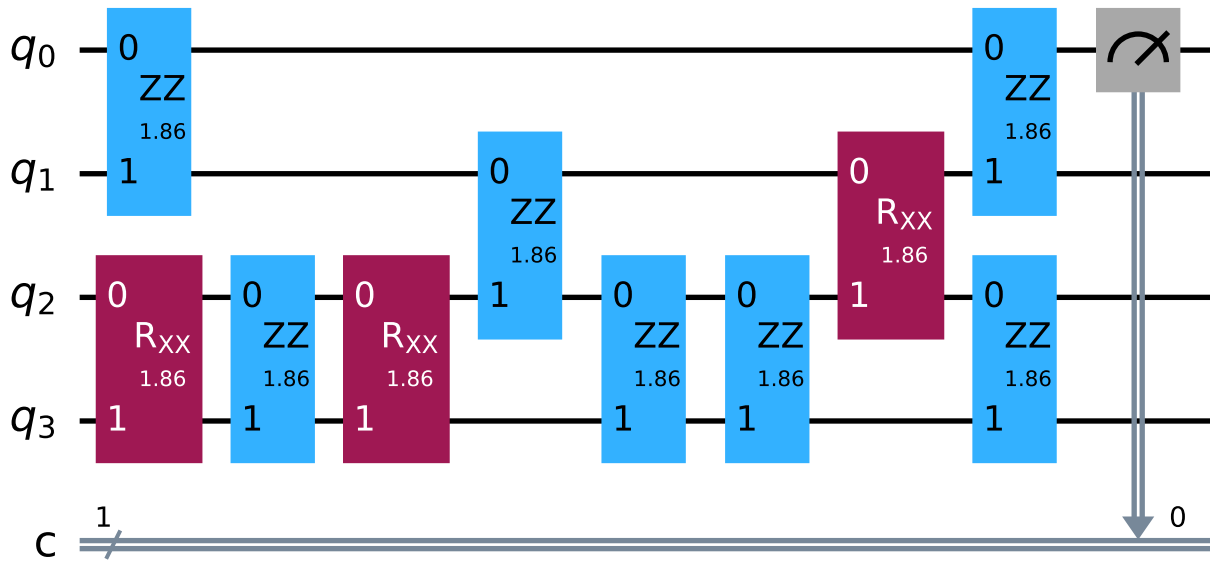 q0 0 0
ZZ ZZ
1.86 1.86
q1 1 0 0 1
ZZ RXX
1.86 1.86
q2 0 0 0 1 0 0 1 0
RXX ZZ RXX ZZ ZZ ZZ
1.86 1.86 1.86 1.86 1.86 1.86
q3 1 1 1 1 1 1
1 0
c